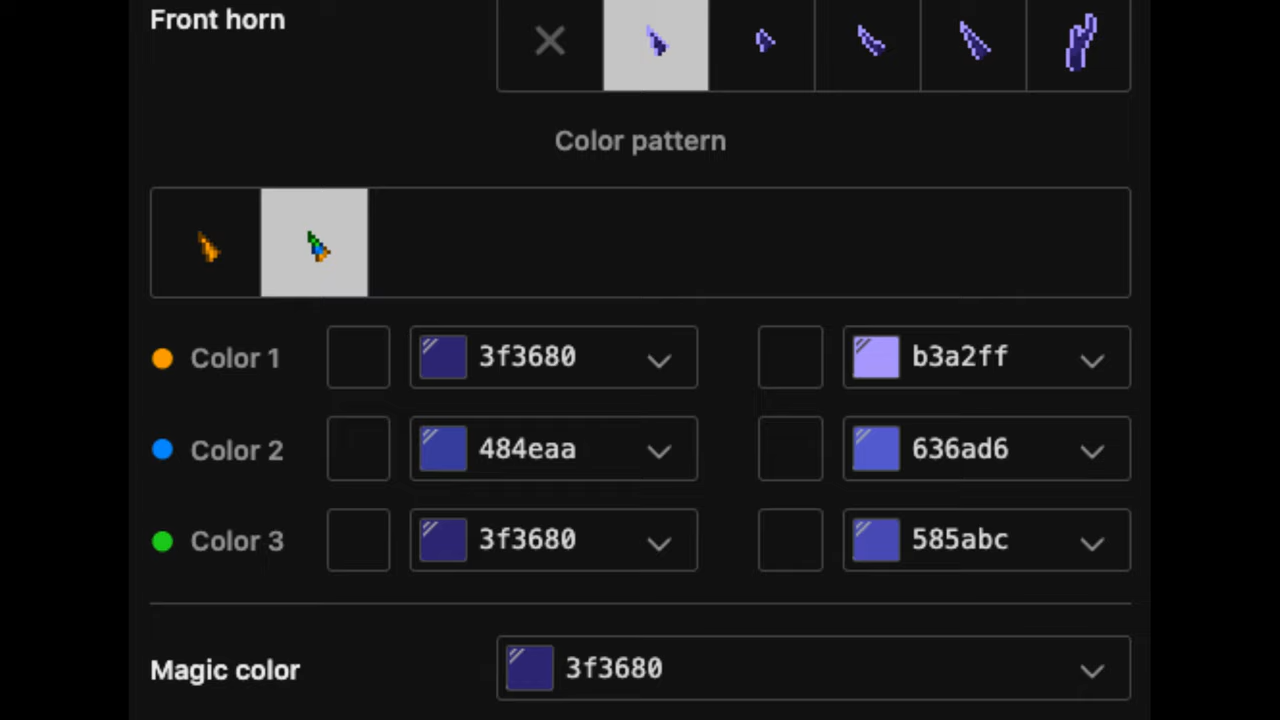 Front horn
Color pattern
Color 1 3f3680 b3a2ff
Color 2 484eaa 636ad6
Color 3 3f3680 585abc
Magic color 3f3680